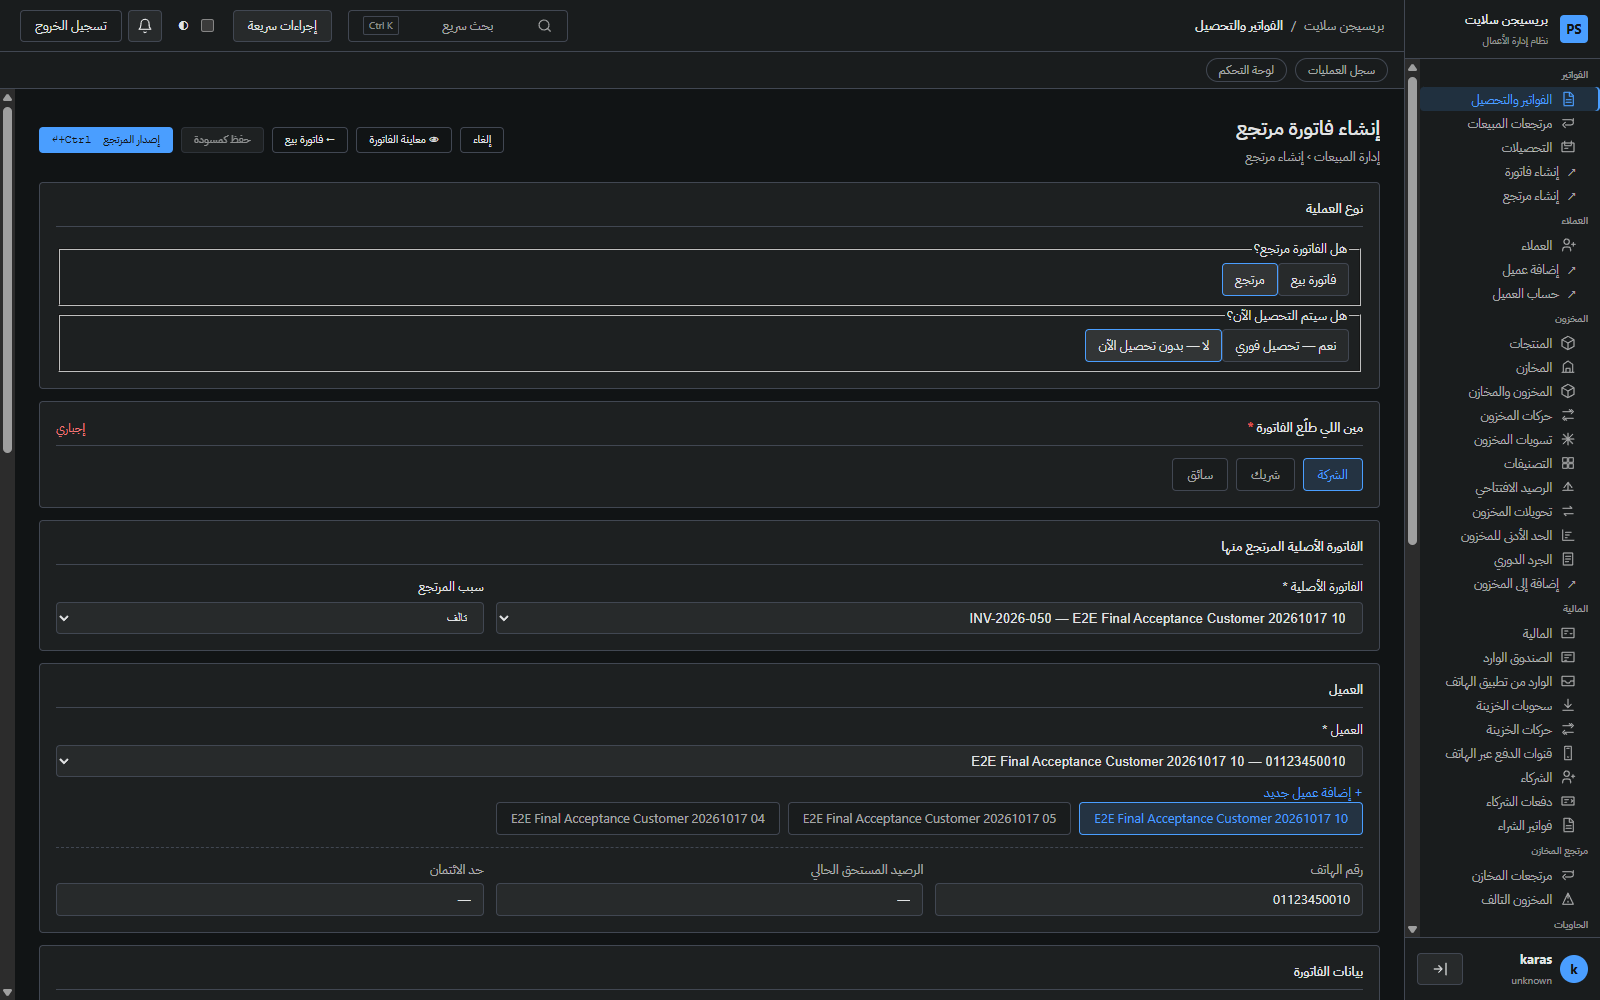 PS
بريسيجن سلايت
نظام إدارة الأعمال
بريسيجن سلايت / الفواتير والتحصيل
بحث سريع Ctrl K
إجراءات سريعة
تسجيل الخروج
سجل العمليات
لوحة التحكم
الفواتير
الفواتير والتحصيل
مرتجعات المبيعات
التحصيلات
إنشاء فاتورة
إنشاء مرتجع
العملاء
العملاء
إضافة عميل
حساب العميل
المخزون
المنتجات
المخازن
المخزون والمخازن
حركات المخزون
تسويات المخزون
التصنيفات
الرصيد الافتتاحي
تحويلات المخزون
الحد الأدنى للمخزون
الجرد الدوري
إضافة إلى المخزون
المالية
المالية
الصندوق الوارد
الوارد من تطبيق الهاتف
سحوبات الخزينة
حركات الخزينة
قنوات الدفع عبر الهاتف
الشركاء
دفعات الشركاء
فواتير الشراء
مرتجع المخازن
مرتجعات المخازن
المخزون التالف
الحاويات
karas
unknown
k
إنشاء فاتورة مرتجع
إدارة المبيعات › إنشاء مرتجع
إلغاء
👁 معاينة الفاتورة
← فاتورة بيع
حفظ كمسودة
إصدار المرتجع Ctrl+↵
نوع العملية
هل الفاتورة مرتجع؟
فاتورة بيع
مرتجع
هل سيتم التحصيل الآن؟
نعم — تحصيل فوري
لا — بدون تحصيل الآن
مين اللي طلّع الفاتورة *
إجباري
الشركة
شريك
سائق
الفاتورة الأصلية المرتجع منها
الفاتورة الأصلية *
INV-2026-050 — E2E Final Acceptance Customer 20261017 10
سبب المرتجع
تالف
العميل
العميل *
E2E Final Acceptance Customer 20261017 10 — 01123450010
+ إضافة عميل جديد
E2E Final Acceptance Customer 20261017 10
E2E Final Acceptance Customer 20261017 05
E2E Final Acceptance Customer 20261017 04
رقم الهاتف
01123450010
الرصيد المستحق الحالي
—
حد الائتمان
—
بيانات الفاتورة